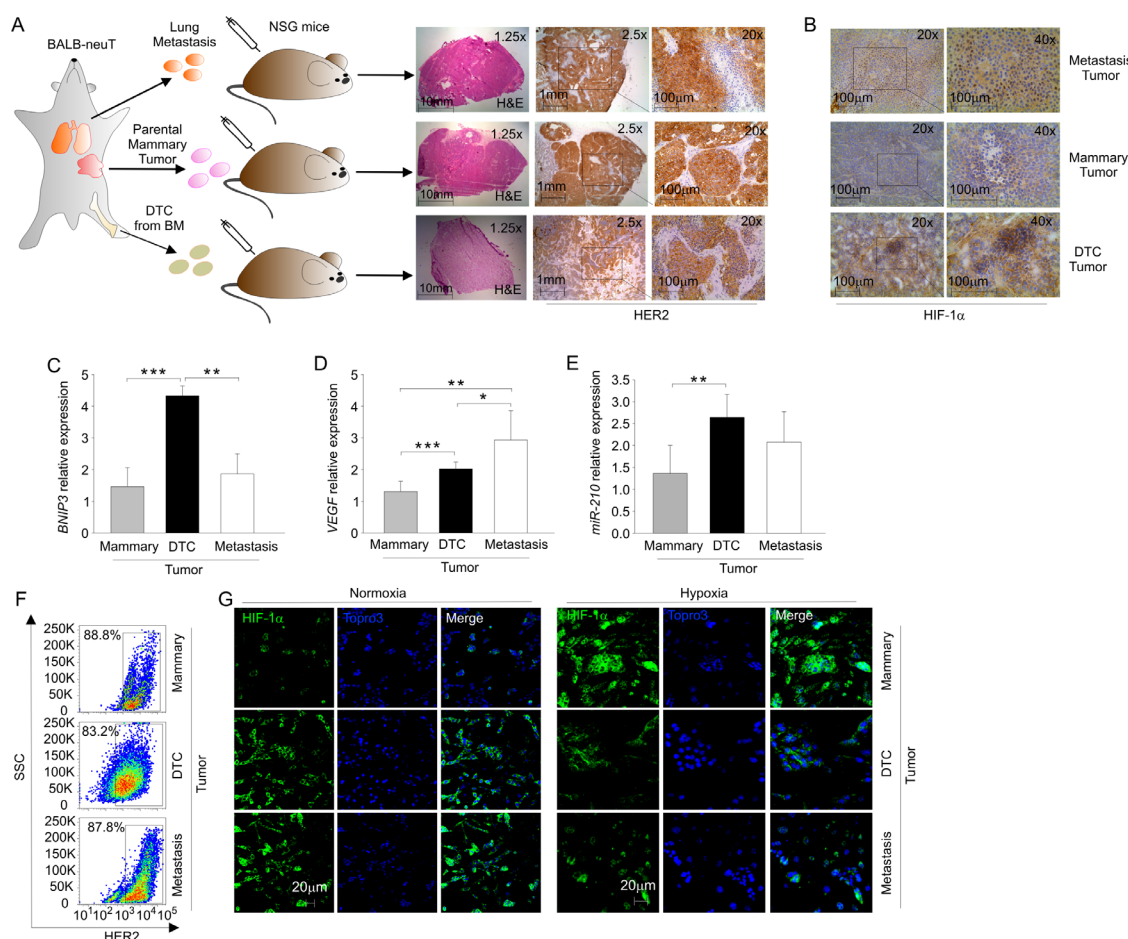 A
BALB-neuT
Lung
Metastasis
NSG mice
Parental
Mammary
Tumor
DTC
from BM
1.25x
10mm
H&E
2.5x
1mm
20x
100μm
1.25x
10mm
H&E
2.5x
1mm
20x
100μm
1.25x
10mm
H&E
2.5x
1mm
20x
100μm
HER2
B
20x
100μm
40x
100μm
Metastasis
Tumor
20x
100μm
40x
100μm
Mammary
Tumor
20x
100μm
40x
100μm
DTC
Tumor
HIF-1α
C
BNIP3 relative expression
5
4
3
2
1
0
***
**
Mammary DTC Metastasis
Tumor
D
VEGF relative expression
5
4
3
2
1
0
**
*
***
Mammary DTC Metastasis
Tumor
E
miR-210 relative expression
3.5
3.0
2.5
2.0
1.5
1.0
0.5
0.0
**
Mammary DTC Metastasis
Tumor
F
SSC
250K
200K
150K
100K
50K
0
88.8%
Mammary
250K
200K
150K
100K
50K
0
83.2%
DTC
250K
200K
150K
100K
50K
0
87.8%
Metastasis
Tumor
0 10¹ 10² 10³ 10⁴ 10⁵
HER2
G
Normoxia
Hypoxia
HIF-1α Topro3 Merge
HIF-1α Topro3 Merge
Mammary
DTC
Metastasis
Tumor
20μm
20μm